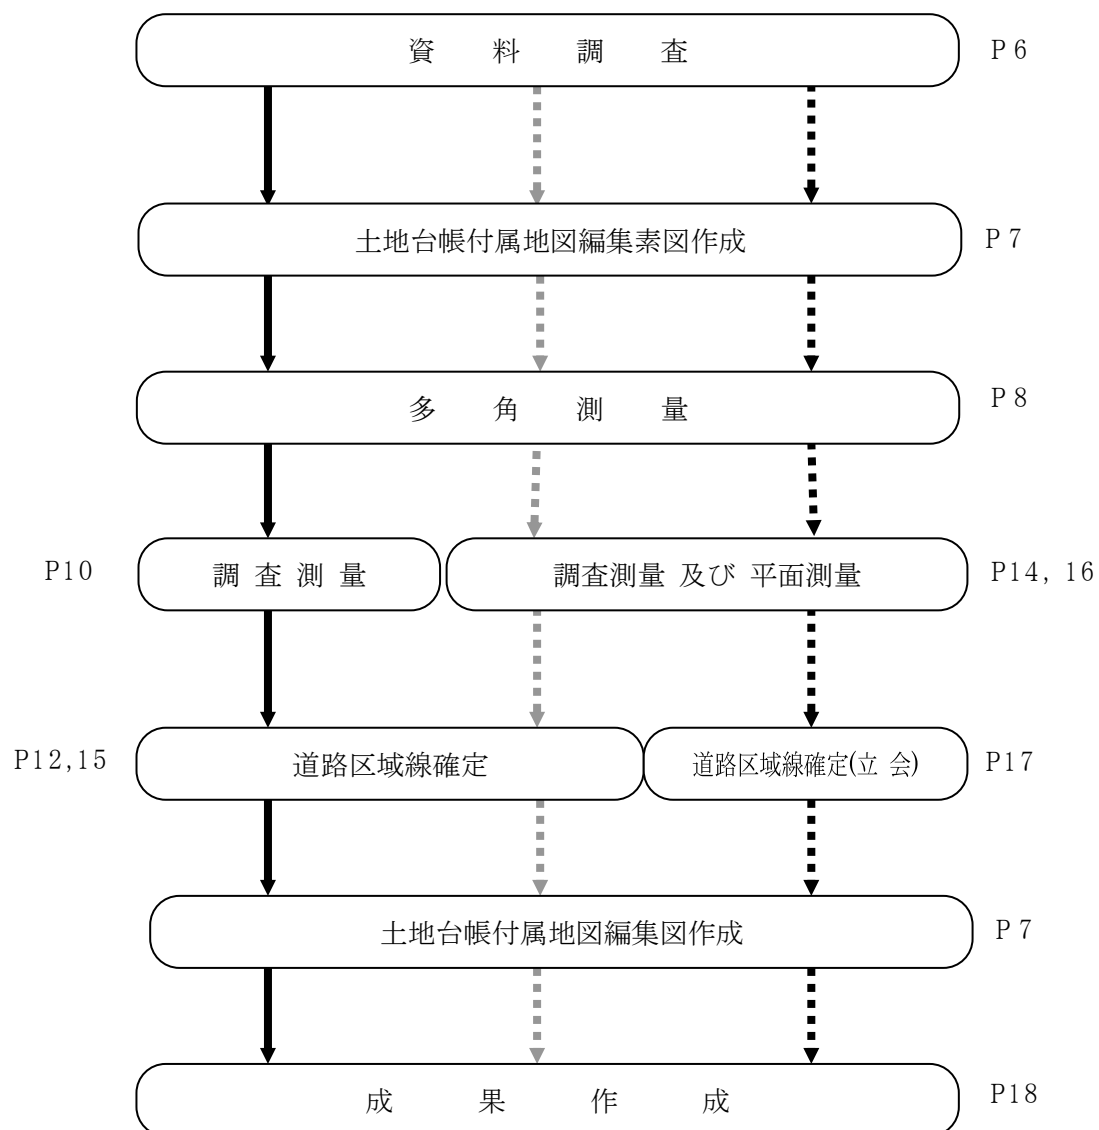 資 料 調 査 P 6
土地台帳付属地図編集素図作成 P 7
多 角 測 量 P 8
P10 調 査 測 量 調査測量 及び 平面測量 P14, 16
P12,15 道路区域線確定 道路区域線確定(立 会) P17
土地台帳付属地図編集図作成 P 7
成 果 作 成 P18